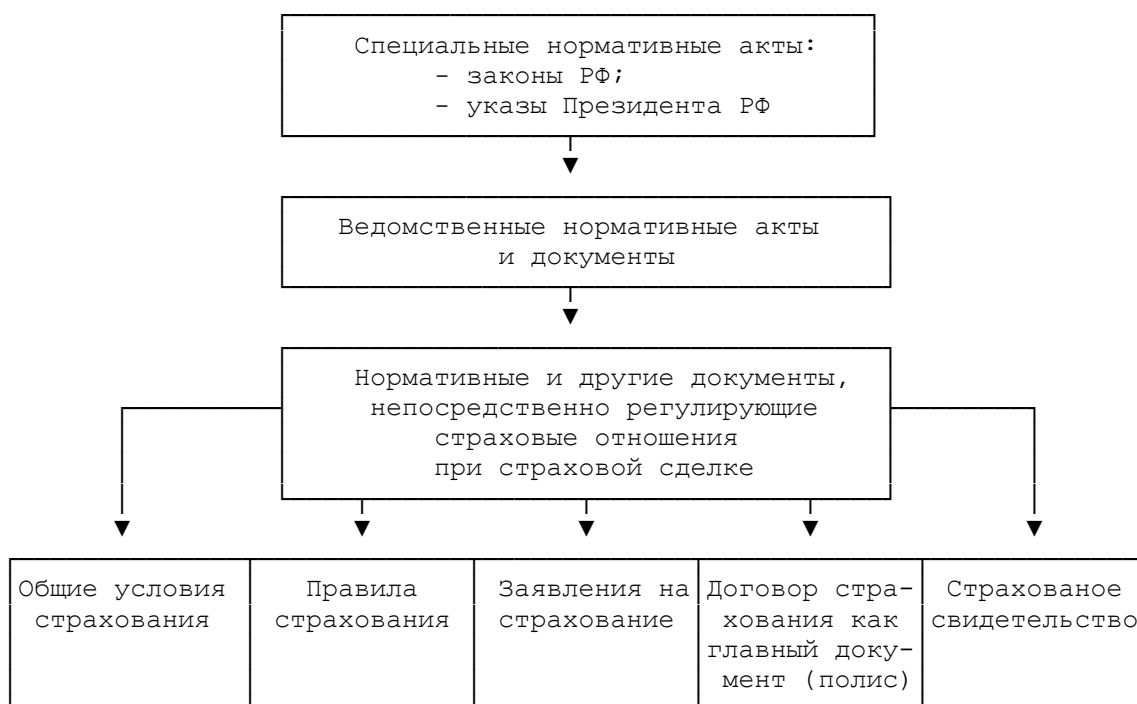 Специальные нормативные акты:
- законы РФ;
- указы Президента РФ
Ведомственные нормативные акты
и документы
Нормативные и другие документы,
непосредственно регулирующие
страховые отношения
при страховой сделке
Общие условия
страхования
Правила
страхования
Заявления на
страхование
Договор стра-
хования как
главный доку-
мент (полис)
Страхованое
свидетельство